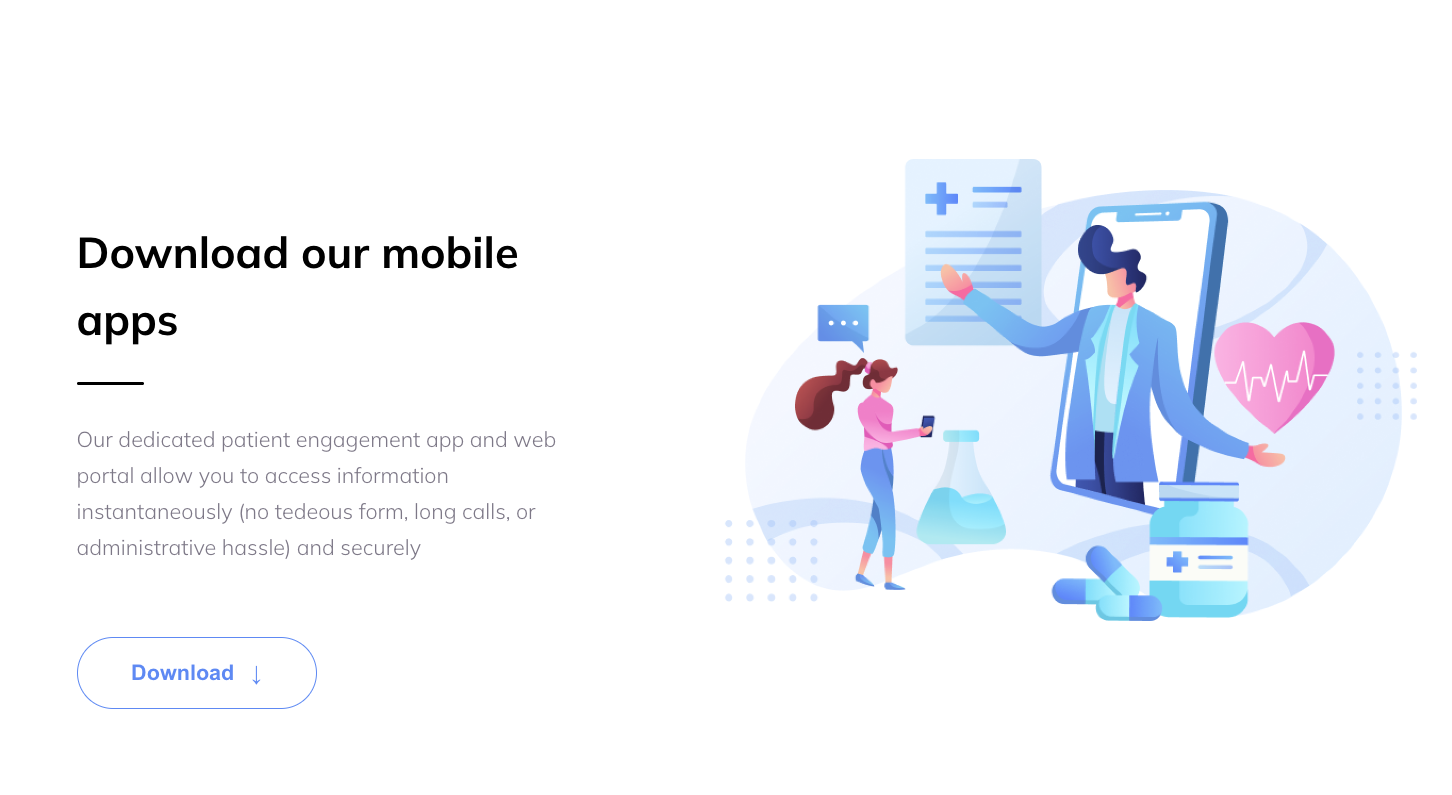 Download our mobile
apps
Our dedicated patient engagement app and web
portal allow you to access information
instantaneously (no tedeous form, long calls, or
administrative hassle) and securely
Download ↓